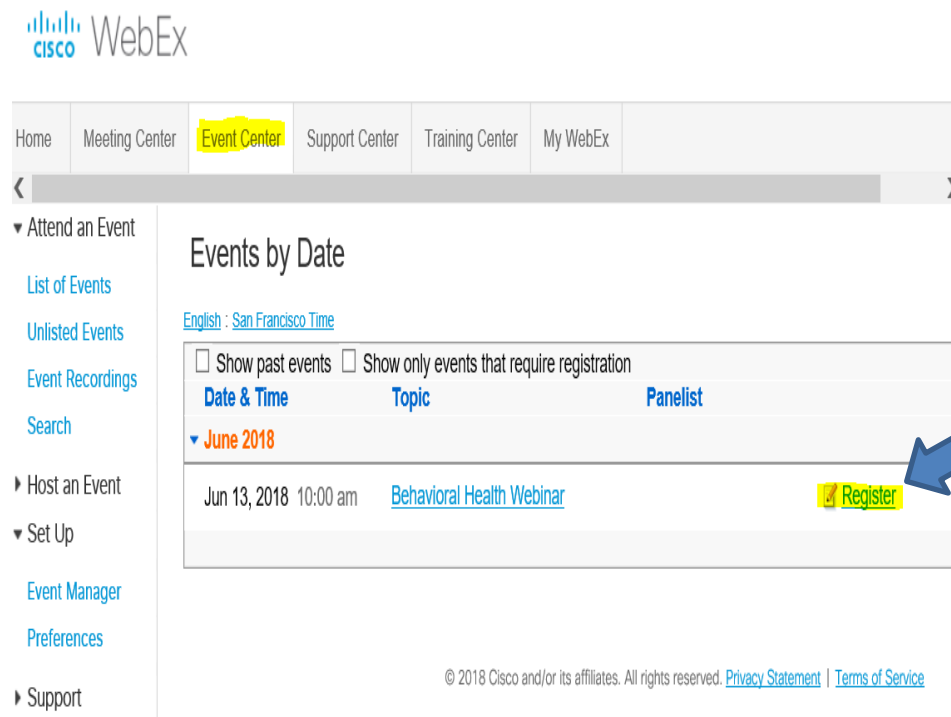 CISCO WebEx
Home Meeting Center Event Center Support Center Training Center My WebEx
Attend an Event
List of Events
Unlisted Events
Event Recordings
Search
Host an Event
Set Up
Event Manager
Preferences
Support
Events by Date
English : San Francisco Time
Show past events Show only events that require registration
Date & Time Topic Panelist
June 2018
Jun 13, 2018 10:00 am Behavioral Health Webinar Register
© 2018 Cisco and/or its affiliates. All rights reserved. Privacy Statement | Terms of Service